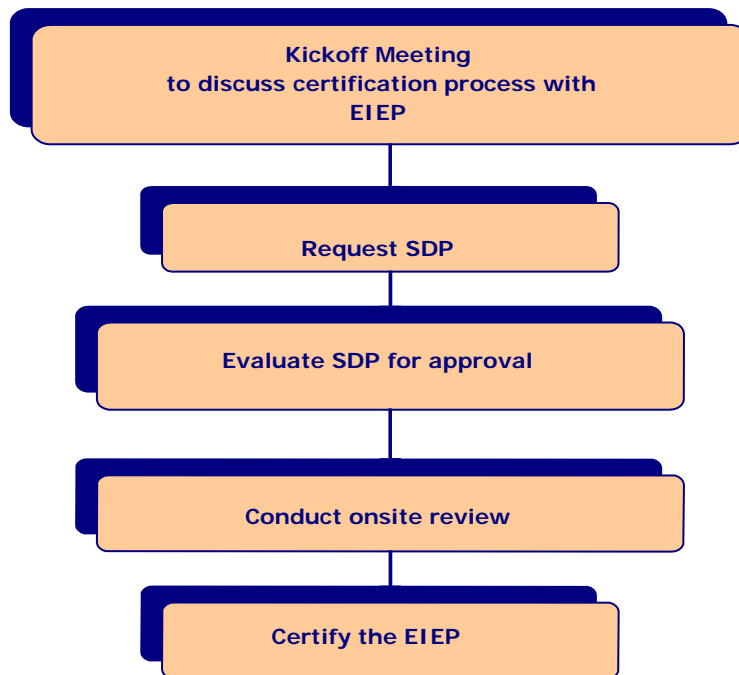 Kickoff Meeting
to discuss certification process with
EIEP
Request SDP
Evaluate SDP for approval
Conduct onsite review
Certify the EIEP